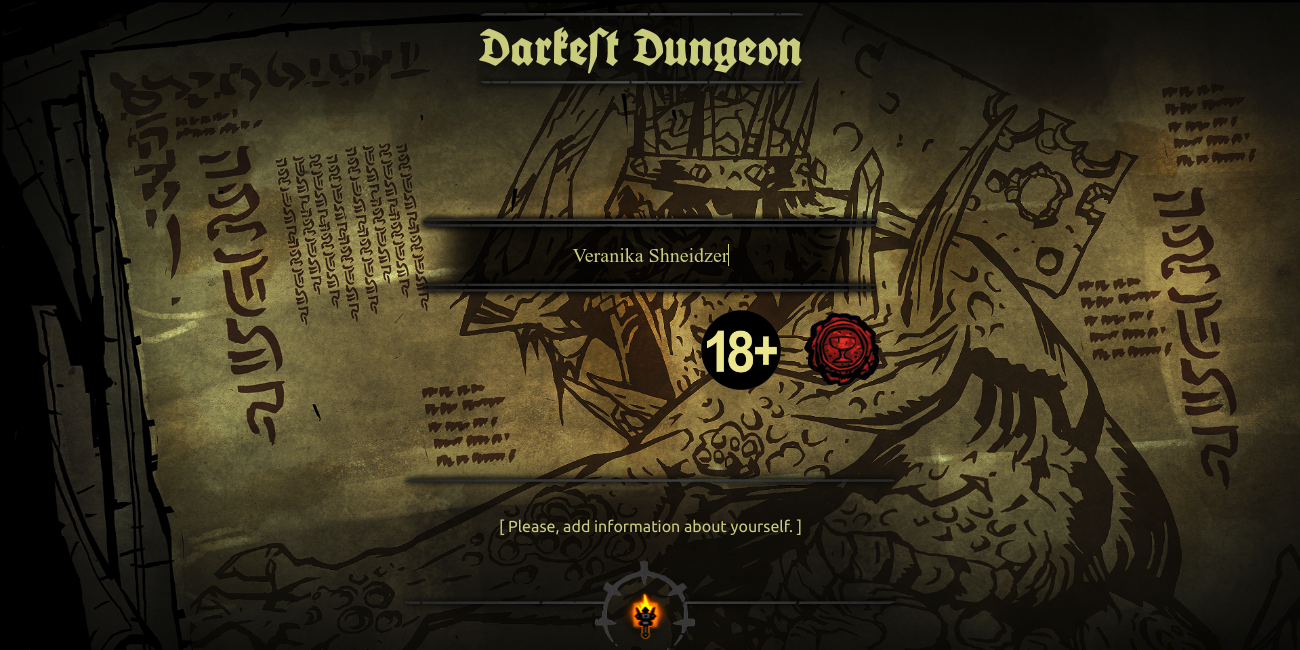 Darkest Dungeon
Veranika Shneidzer
18+
[ Please, add information about yourself. ]